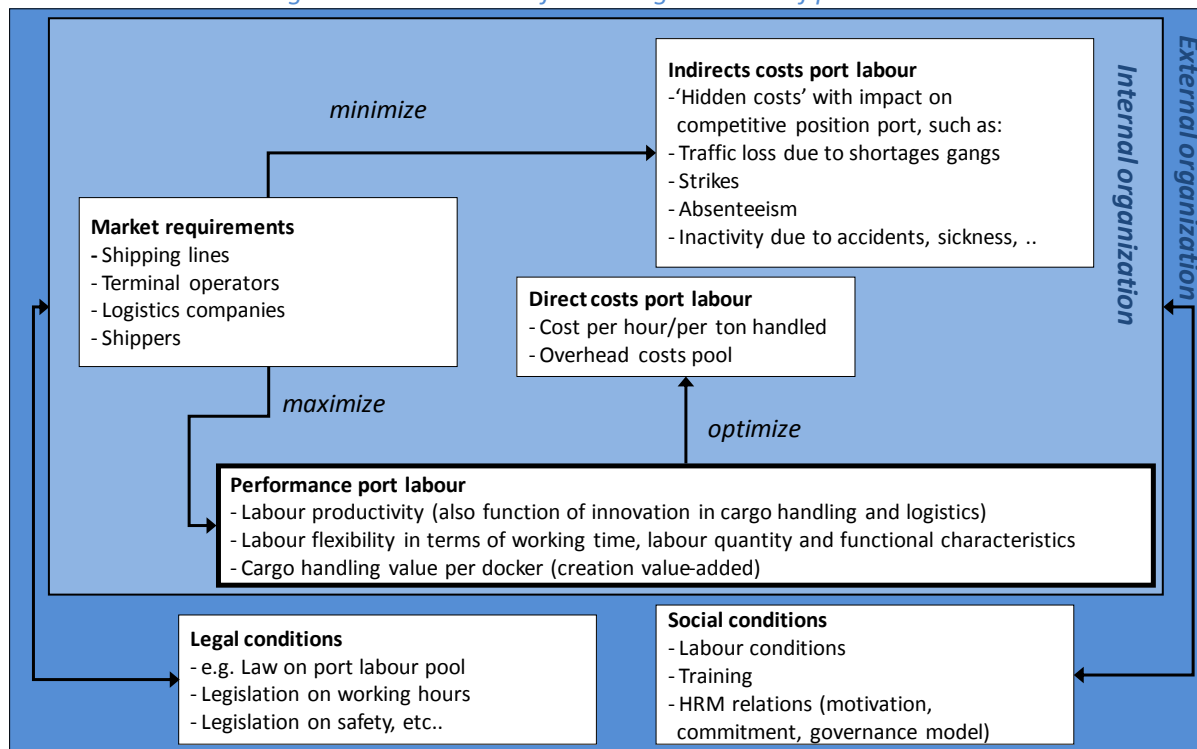 minimize
Indirects costs port labour
-'Hidden costs' with impact on
competitive position port, such as:
- Traffic loss due to shortages gangs
- Strikes
- Absenteeism
- Inactivity due to accidents, sickness, ..
Internal organization
External organization
Market requirements
- Shipping lines
- Terminal operators
- Logistics companies
- Shippers
Direct costs port labour
- Cost per hour/per ton handled
- Overhead costs pool
maximize
optimize
Performance port labour
- Labour productivity (also function of innovation in cargo handling and logistics)
- Labour flexibility in terms of working time, labour quantity and functional characteristics
- Cargo handling value per docker (creation value-added)
Legal conditions
- e.g. Law on port labour pool
- Legislation on working hours
- Legislation on safety, etc..
Social conditions
- Labour conditions
- Training
- HRM relations (motivation,
commitment, governance model)